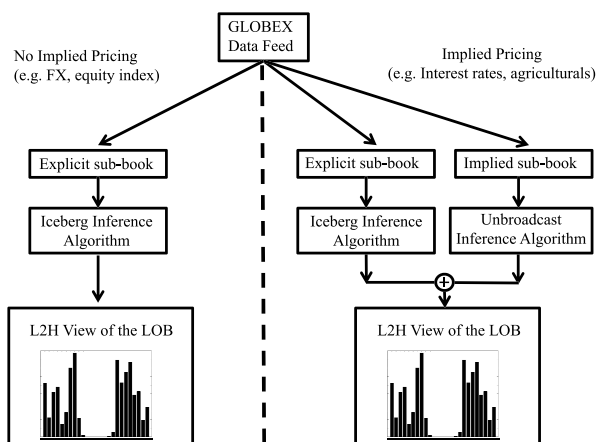 GLOBEX
Data Feed
No Implied Pricing
(e.g. FX, equity index)
Implied Pricing
(e.g. Interest rates, agriculturals)
Explicit sub-book
Explicit sub-book
Implied sub-book
Iceberg Inference
Algorithm
Iceberg Inference
Algorithm
Unbroadcast
Inference Algorithm
+
L2H View of the LOB
L2H View of the LOB